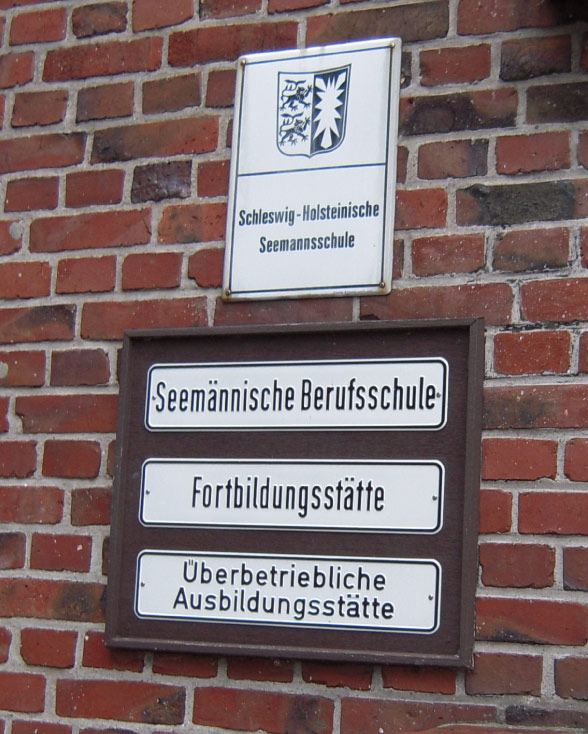 Schleswig-Holsteinische
Seemannsschule
Seemännische Berufsschule
Fortbildungsstätte
Überbetriebliche
Ausbildungsstätte